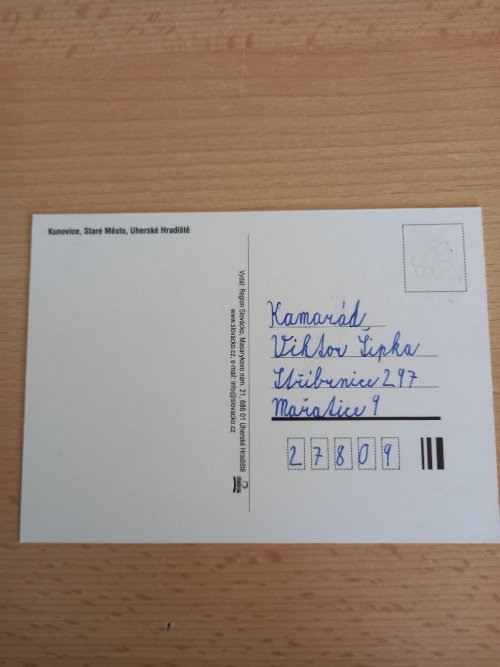 Kunovice, Staré Město, Uherské Hradiště
Vydal: Region Slovácko, Masarykovo nám. 21, 686 01 Uherské Hradiště
www.slovacko.cz, e-mail: info@slovacko.cz
Kamarád,
Viktor Šipka
Stříbrnice 297
Mařatice 9
27809